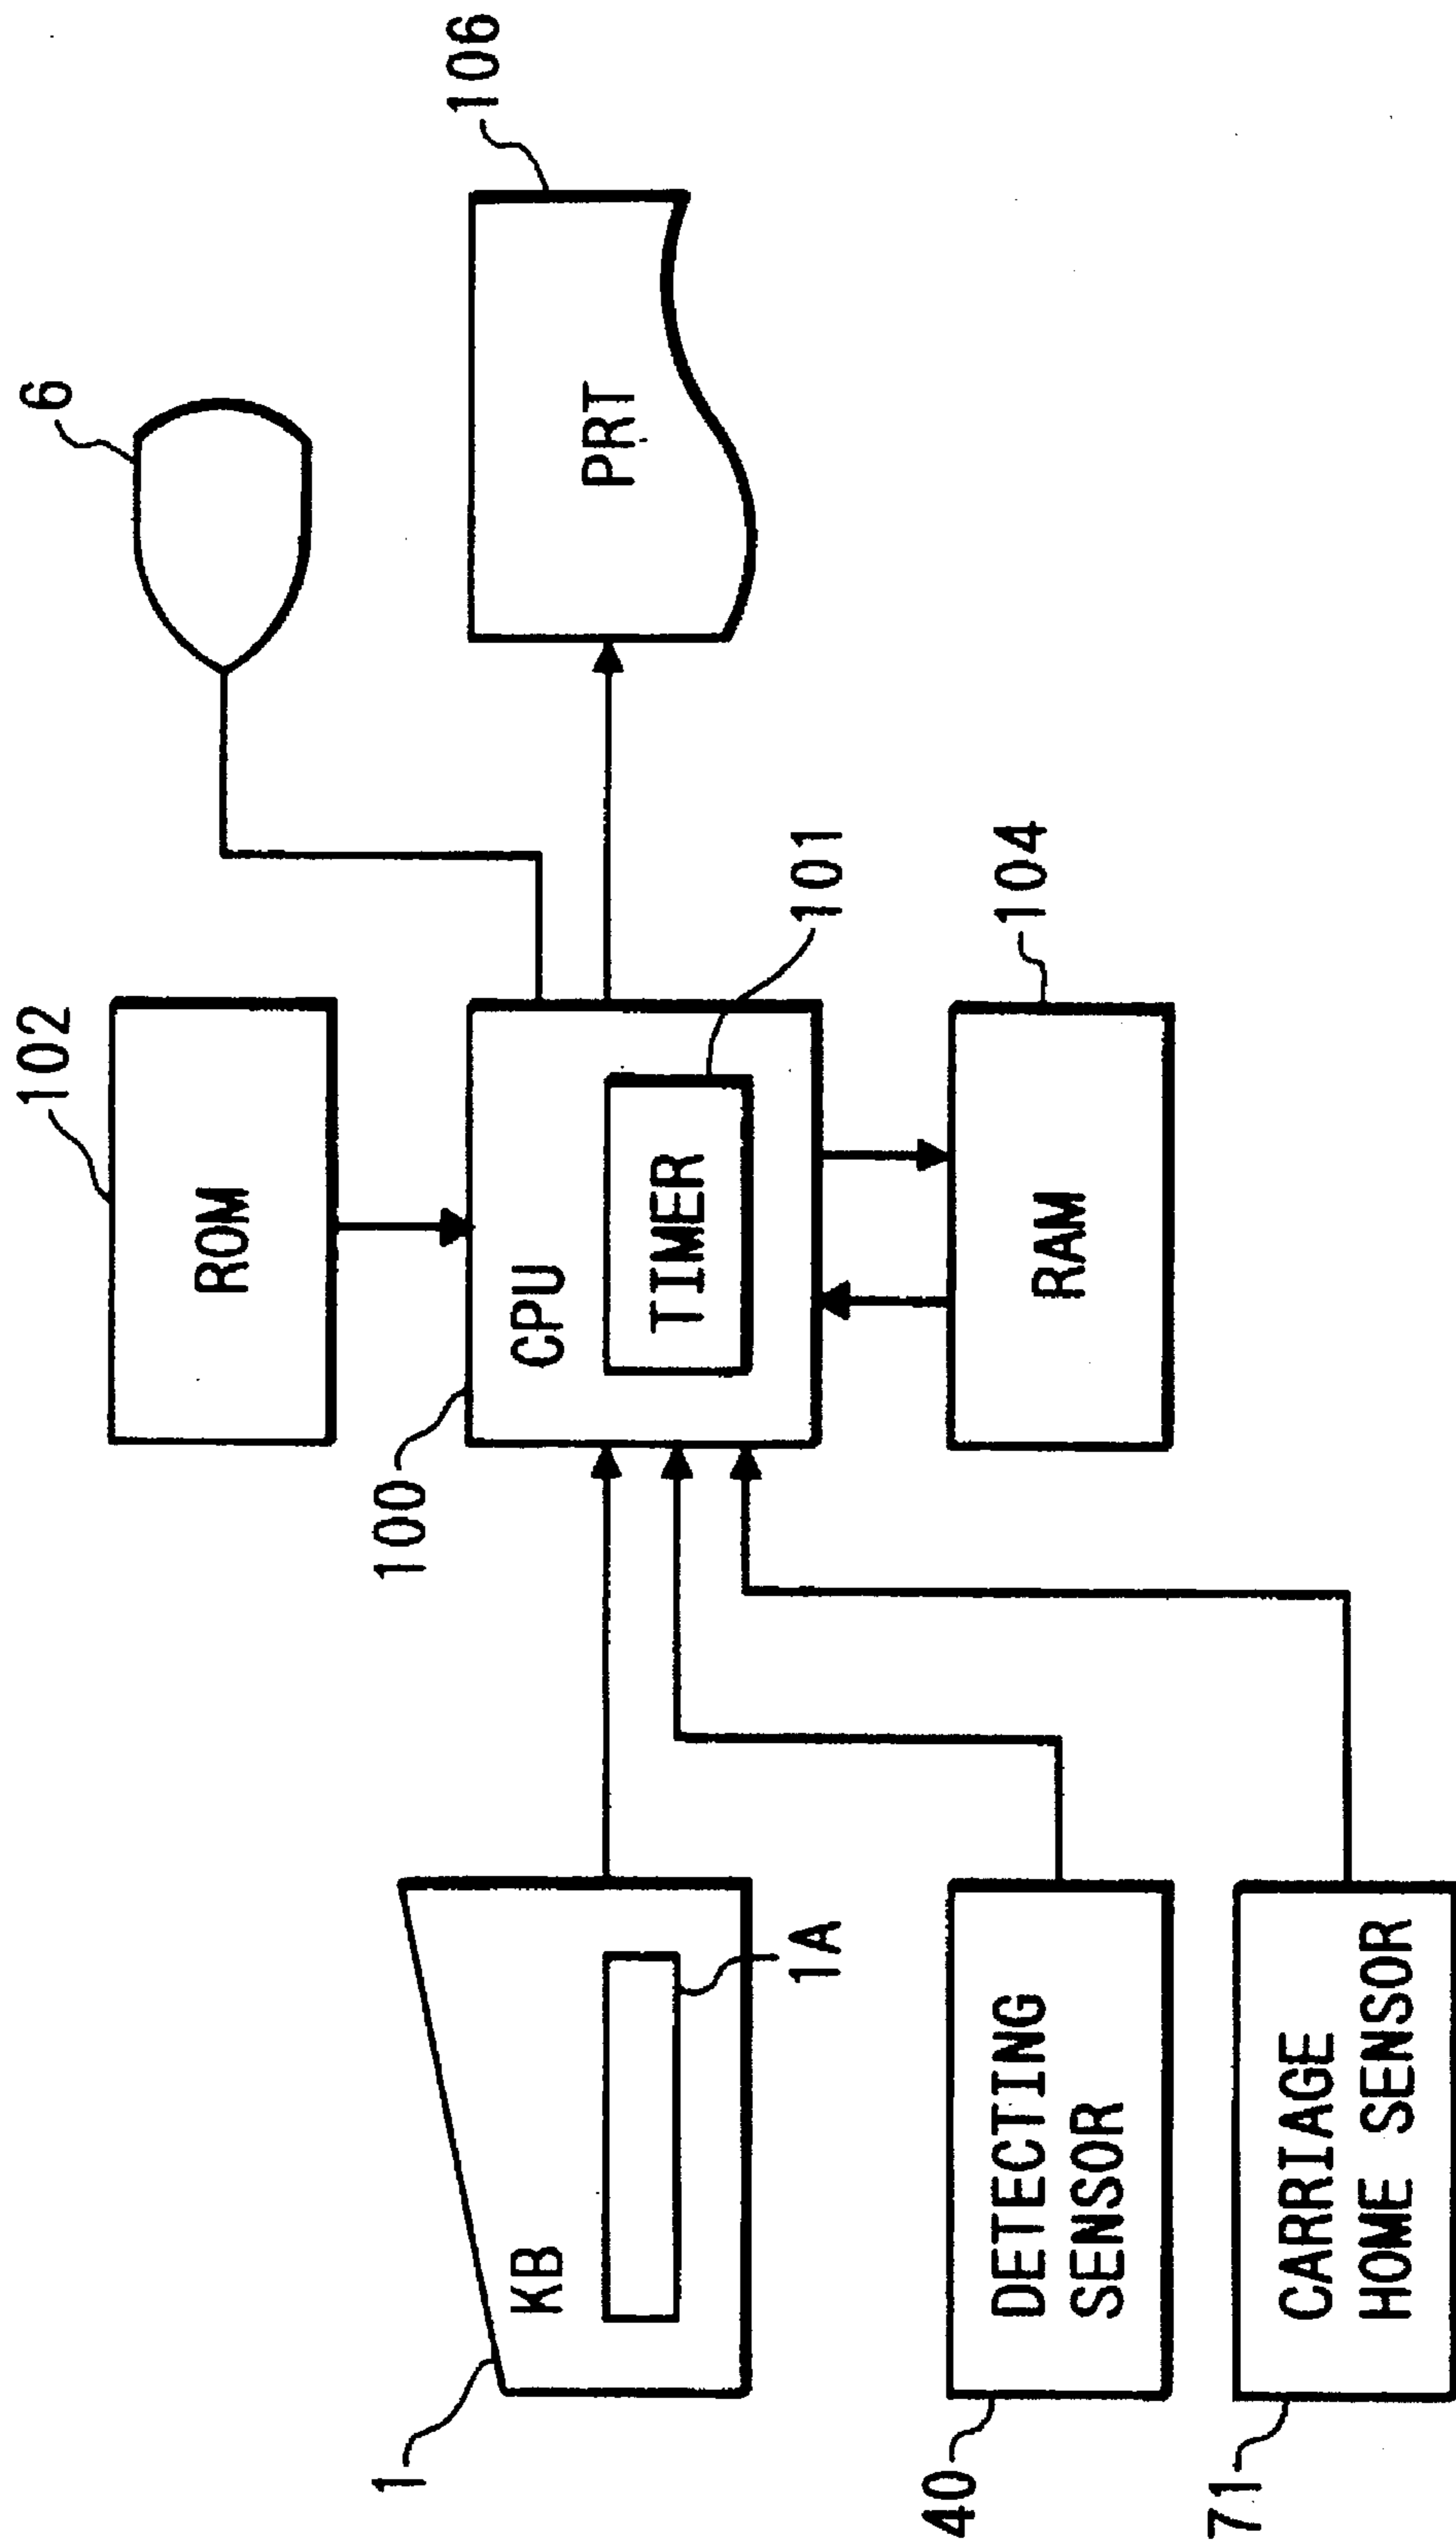 102
ROM
6
106
PRT
100
CPU
TIMER
101
1
KB
1A
104
RAM
40
DETECTING
SENSOR
71
CARRIAGE
HOME SENSOR